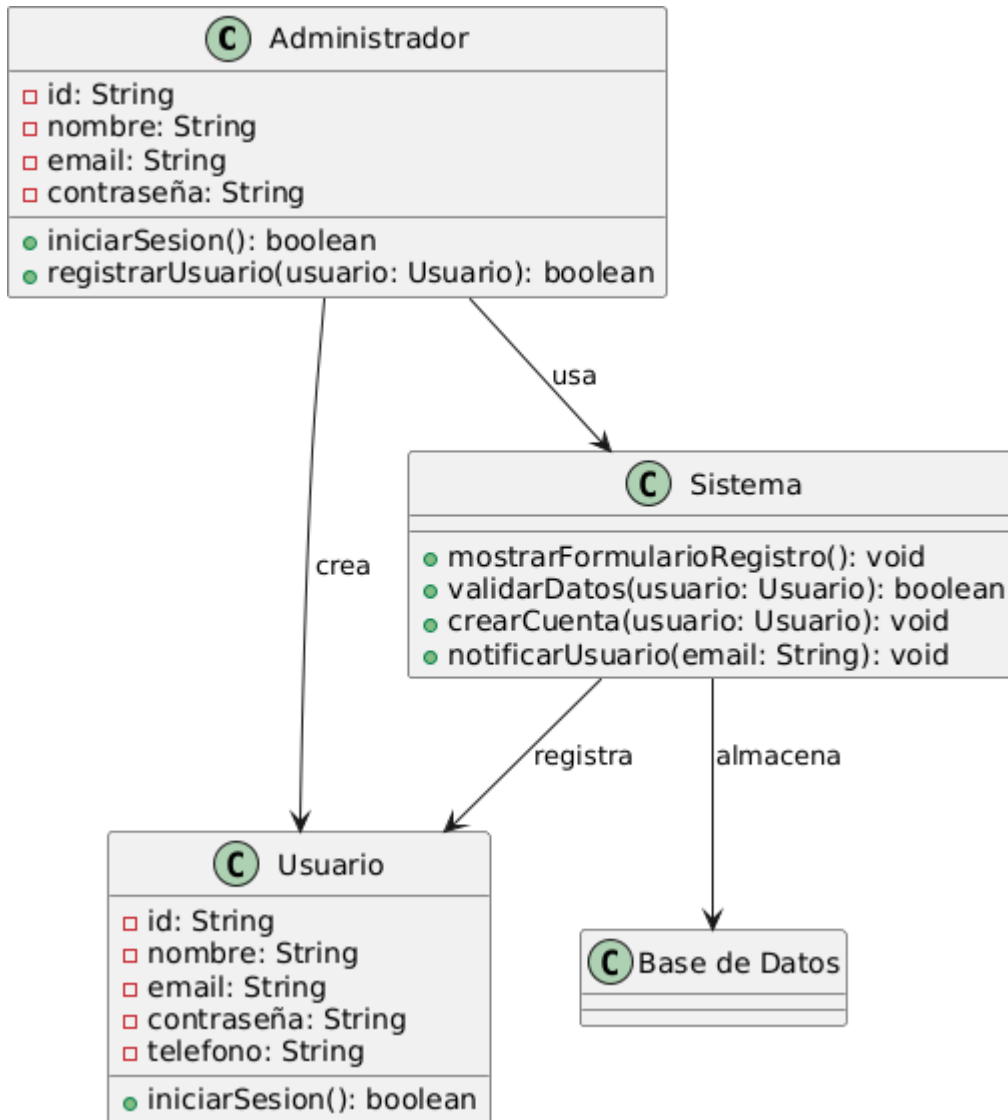 C Administrador
id: String
nombre: String
email: String
contraseña: String
iniciarSesion(): boolean
registrarUsuario(usuario: Usuario): boolean
usa
C Sistema
mostrarFormularioRegistro(): void
validarDatos(usuario: Usuario): boolean
crearCuenta(usuario: Usuario): void
notificarUsuario(email: String): void
crea
registra
almacena
C Usuario
id: String
nombre: String
email: String
contraseña: String
telefono: String
iniciarSesion(): boolean
C Base de Datos